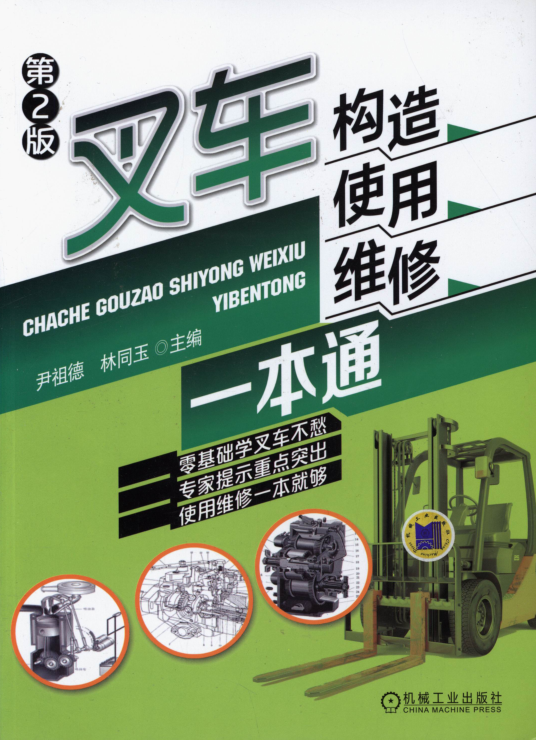 第2版
叉车
构造
使用
维修
CHACHE GOUZAO SHIYONG WEIXIU
YIBENTONG
尹祖德 林同玉◎主编
一本通
零基础学叉车不愁
专家提示重点突出
使用维修一本就够
机械工业出版社
CHINA MACHINE PRESS